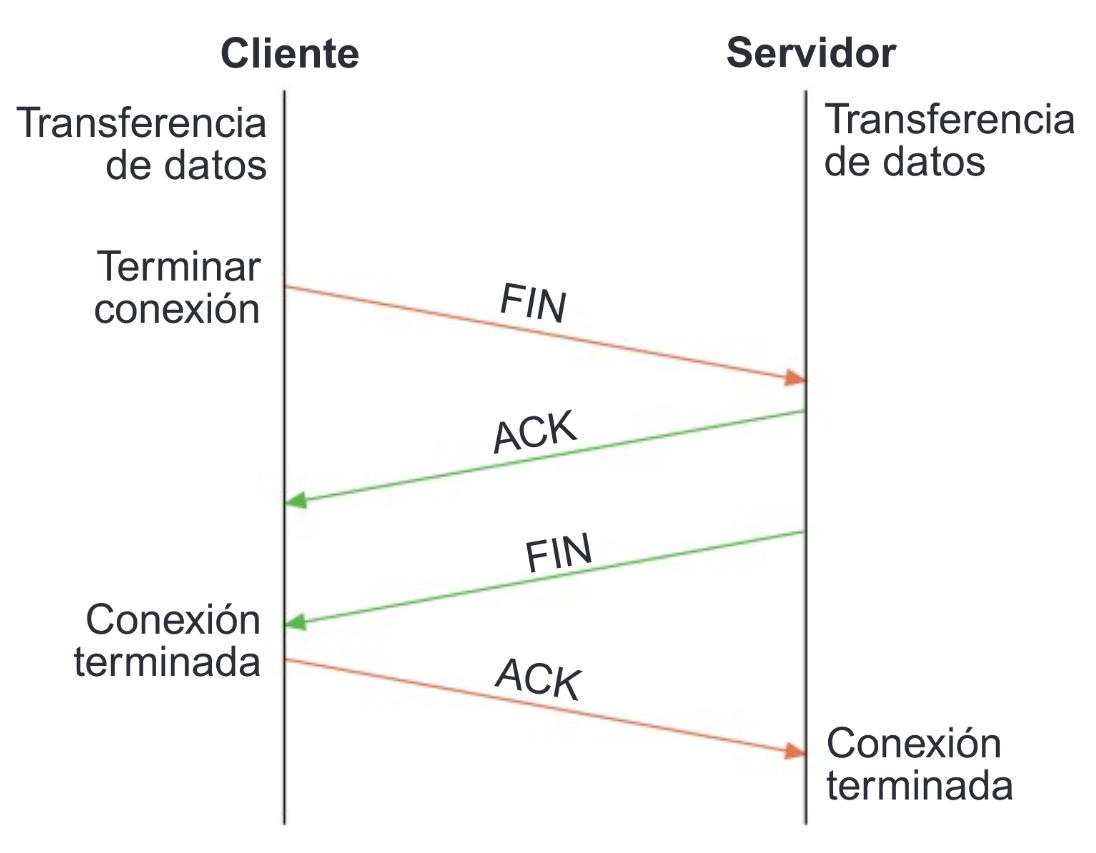 Cliente
Servidor
Transferencia
de datos
Transferencia
de datos
Terminar
conexión
FIN
ACK
FIN
Conexión
terminada
ACK
Conexión
terminada